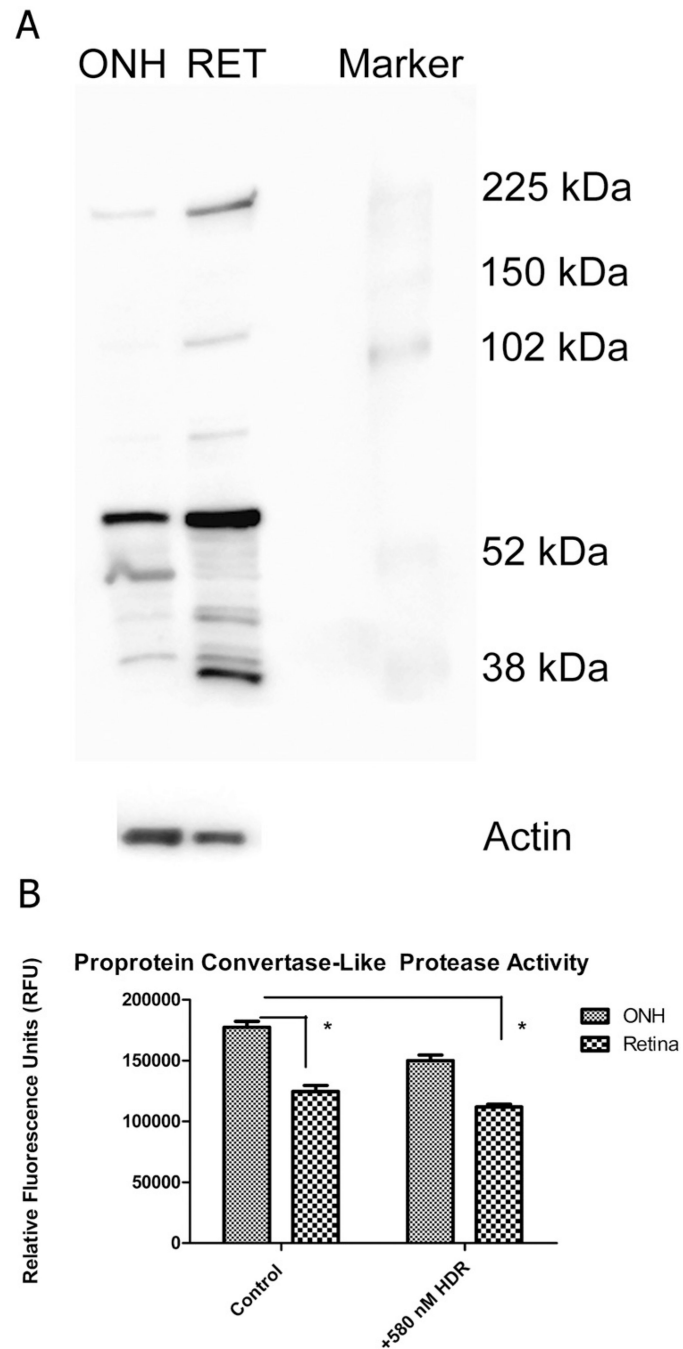 A
ONH RET Marker
225 kDa
150 kDa
102 kDa
52 kDa
38 kDa
Actin
B
Proprotein Convertase-Like Protease Activity
Relative Fluorescence Units (RFU)
200000
150000
100000
50000
0
* *
ONH
Retina
Control
+580 nM HDR